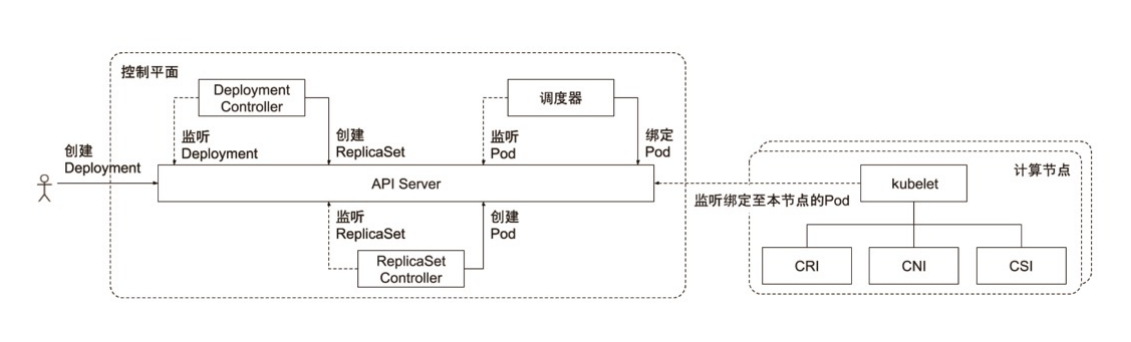 控制平面
Deployment
Controller
调度器
监听
Deployment
创建
ReplicaSet
监听
Pod
绑定
Pod
创建
Deployment
API Server
监听
ReplicaSet
创建
Pod
ReplicaSet
Controller
监听绑定至本节点的Pod
计算节点
kubelet
CRI
CNI
CSI